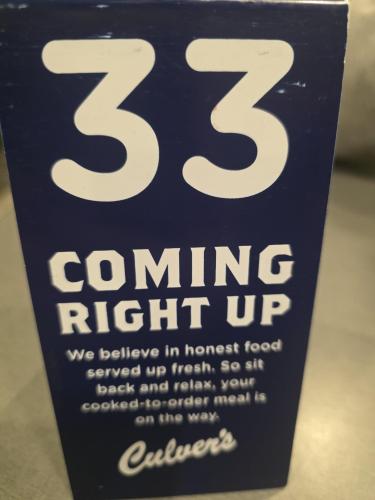 33
COMING
RIGHT UP
We believe in honest food
served up fresh. So sit
back and relax, your
cooked-to-order meal is
on the way.
Culver's